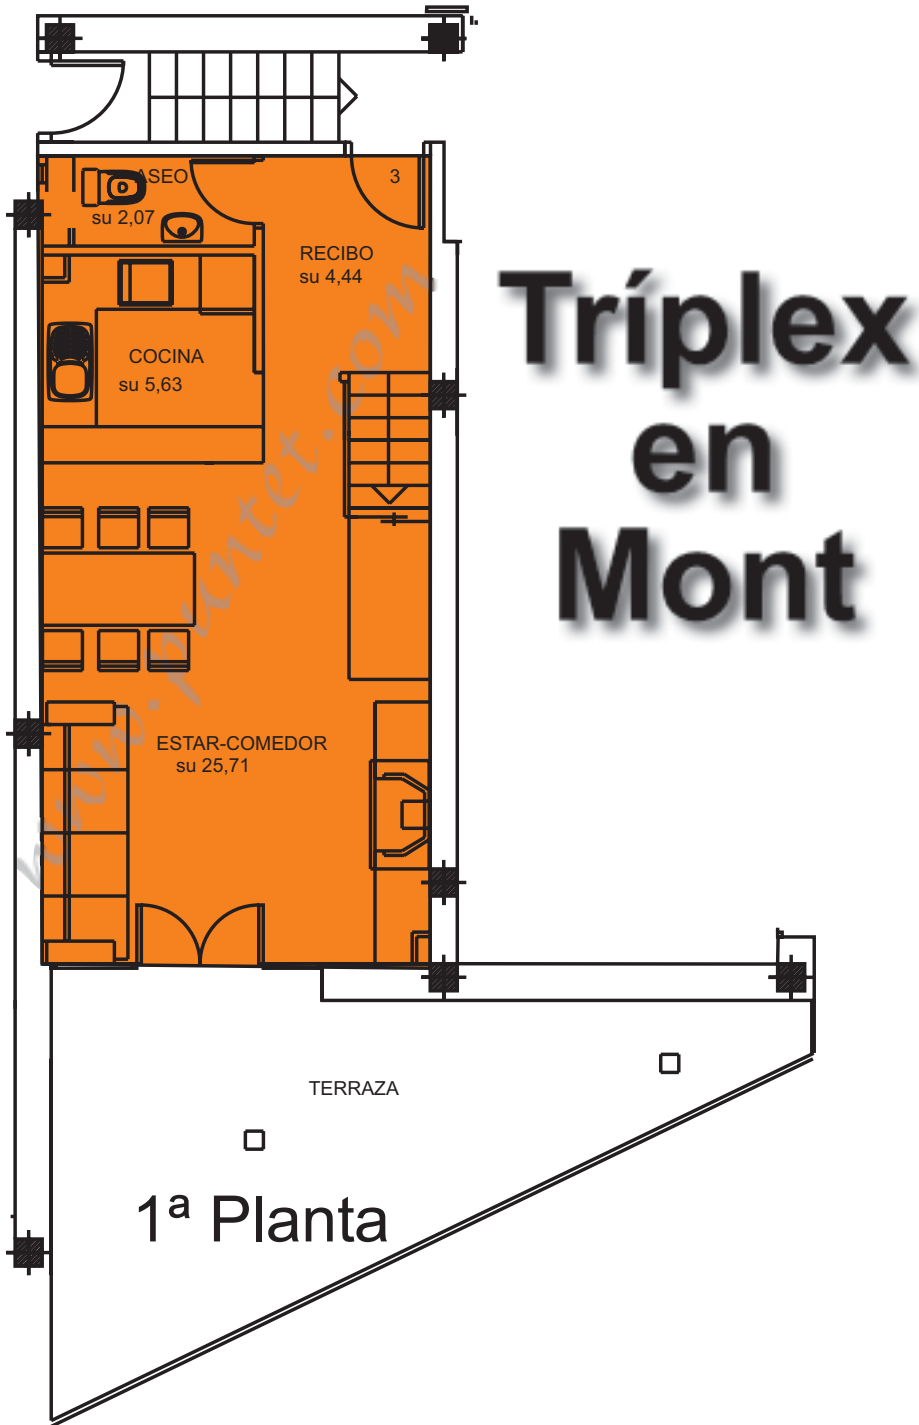 ASEO
su 2,07
3
RECIBO
su 4,44
COCINA
su 5,63
Tríplex
en
Mont
www.puntet.com
ESTAR-COMEDOR
su 25,71
TERRAZA
1ª Planta